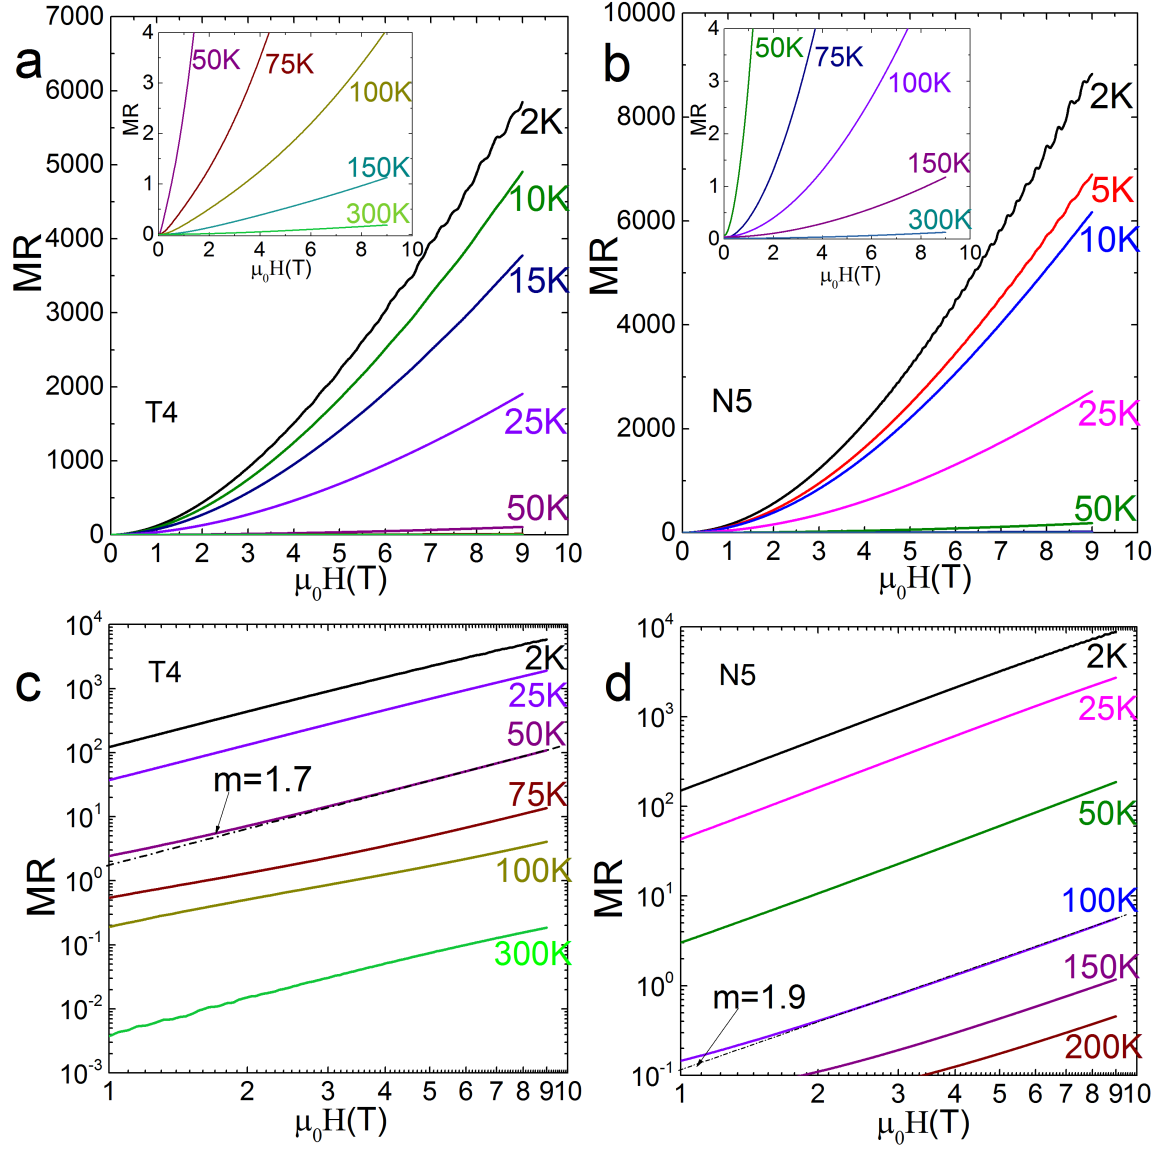 a
7000
6000
5000
4000
3000
2000
1000
0
MR
0 1 2 3 4 5 6 7 8 9 10
μ0H(T)
T4
2K
10K
15K
25K
50K
4
3
2
1
0
MR
0 2 4 6 8 10
μ0H(T)
50K
75K
100K
150K
300K
b
10000
8000
6000
4000
2000
0
MR
0 1 2 3 4 5 6 7 8 9 10
μ0H(T)
N5
2K
5K
10K
25K
50K
4
3
2
1
0
MR
0 2 4 6 8 10
μ0H(T)
50K
75K
100K
150K
300K
c
10^4
10^3
10^2
10^1
10^0
10^-1
10^-2
10^-3
MR
1 2 3 4 5 6 7 8 9 10
μ0H(T)
T4
2K
25K
50K
m=1.7
75K
100K
300K
d
10^4
10^3
10^2
10^1
10^0
10^-1
MR
1 2 3 4 5 6 7 8 9 10
μ0H(T)
N5
2K
25K
50K
100K
150K
m=1.9
200K